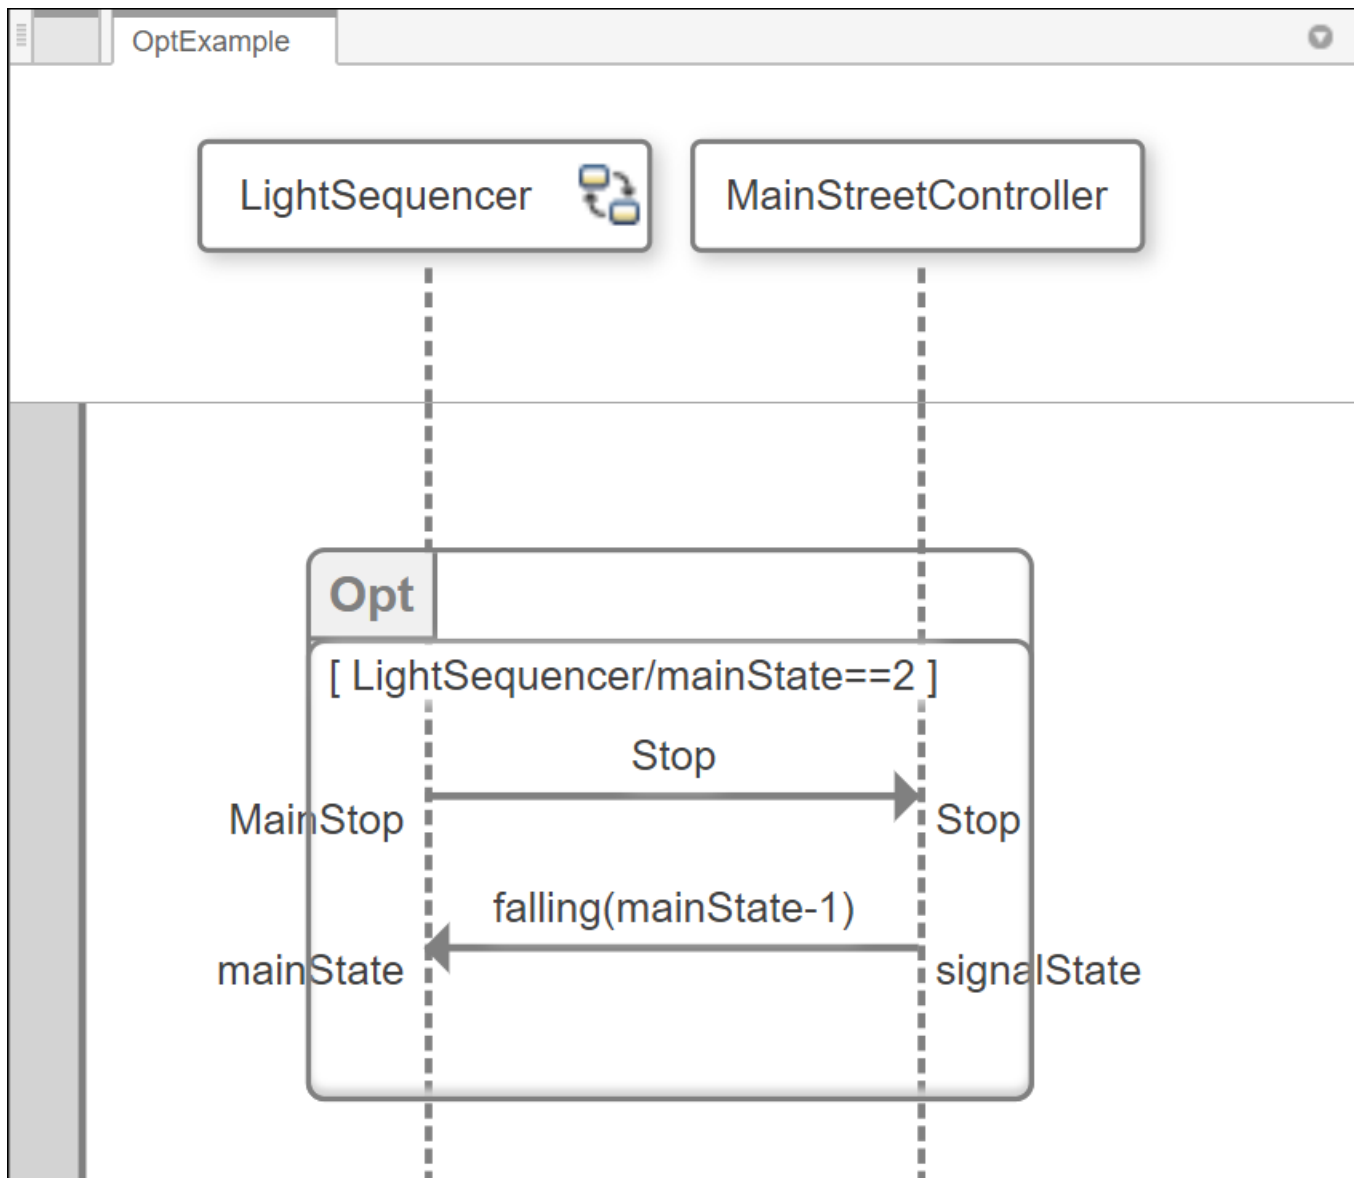 OptExample
LightSequencer
MainStreetController
Opt
[ LightSequencer/mainState==2 ]
Stop
MainStop
Stop
falling(mainState-1)
mainState
signalState